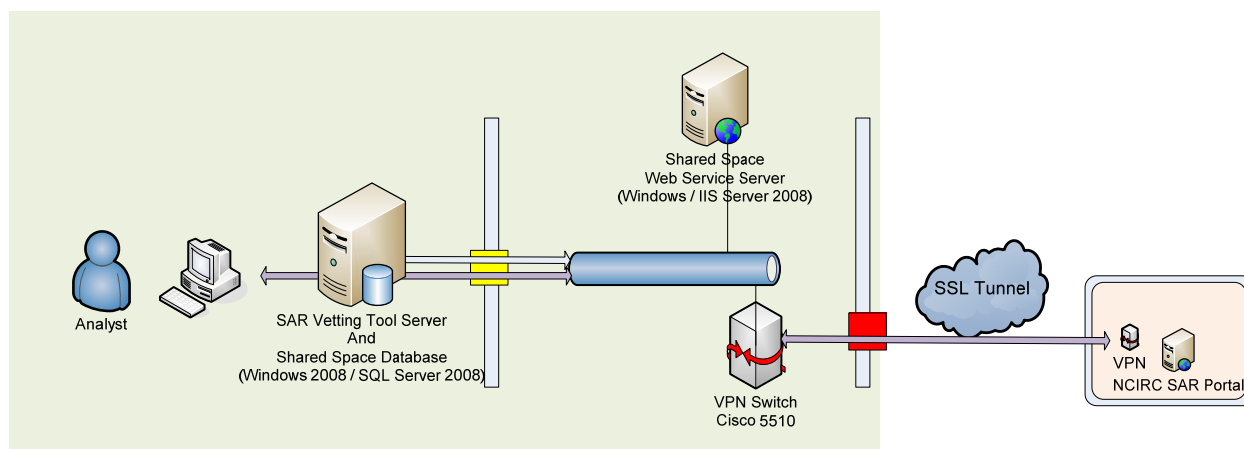 Analyst
SAR Vetting Tool Server
And
Shared Space Database
(Windows 2008 / SQL Server 2008)
Shared Space
Web Service Server
(Windows / IIS Server 2008)
VPN Switch
Cisco 5510
SSL Tunnel
VPN
NCIRC SAR Portal